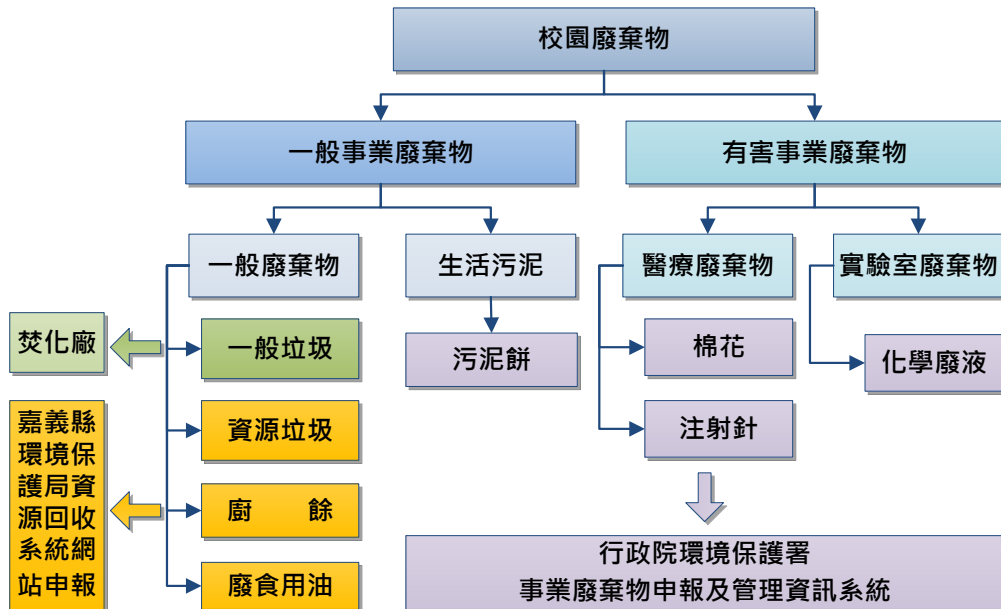 校園廢棄物
一般事業廢棄物
有害事業廢棄物
一般廢棄物
生活污泥
醫療廢棄物
實驗室廢棄物
焚化廠
一般垃圾
污泥餅
棉花
化學廢液
嘉義縣
環境保
護局資
源回收
系統網
站申報
資源垃圾
注射針
廚　　餘
廢食用油
行政院環境保護署
事業廢棄物申報及管理資訊系統